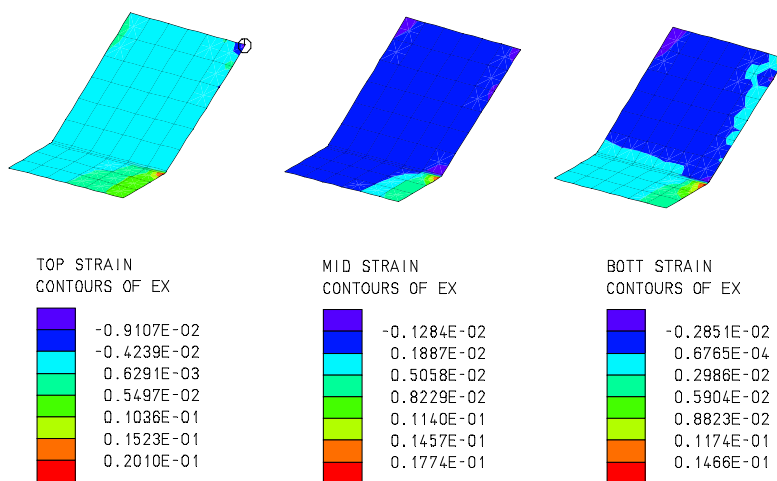 TOP STRAIN
CONTOURS OF EX
-0.9107E-02
-0.4239E-02
0.6291E-03
0.5497E-02
0.1036E-01
0.1523E-01
0.2010E-01
MID STRAIN
CONTOURS OF EX
-0.1284E-02
0.1887E-02
0.5058E-02
0.8229E-02
0.1140E-01
0.1457E-01
0.1774E-01
BOTT STRAIN
CONTOURS OF EX
-0.2851E-02
0.6765E-04
0.2986E-02
0.5904E-02
0.8823E-02
0.1174E-01
0.1466E-01